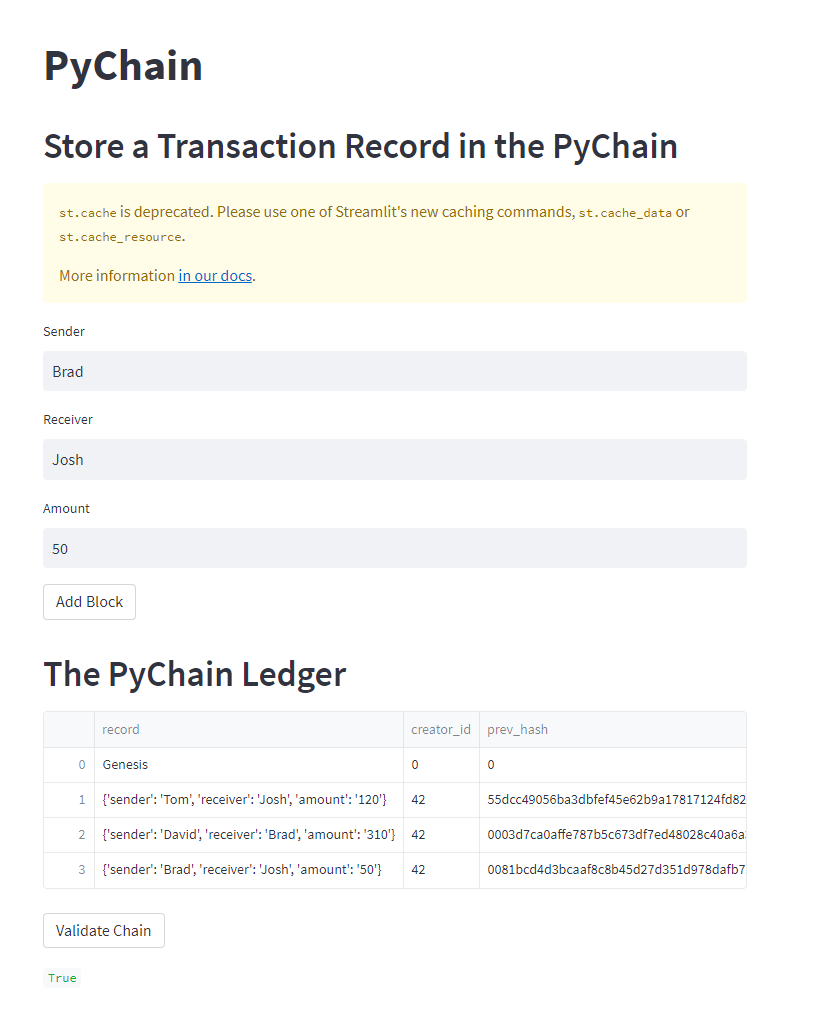 PyChain
Store a Transaction Record in the PyChain
st.cache is deprecated. Please use one of Streamlit's new caching commands, st.cache_data or
st.cache_resource.
More information in our docs.
Sender
Brad
Receiver
Josh
Amount
50
Add Block
The PyChain Ledger
record creator_id prev_hash
0 Genesis 0 0
1 {'sender': 'Tom', 'receiver': 'Josh', 'amount': '120'} 42 55dcc49056ba3dbfef45e62b9a17817124fd82
2 {'sender': 'David', 'receiver': 'Brad', 'amount': '310'} 42 0003d7ca0affe787b5c673df7ed48028c40a6a
3 {'sender': 'Brad', 'receiver': 'Josh', 'amount': '50'} 42 0081bcd4d3bcaaf8c8b45d27d351d978dafb7
Validate Chain
True